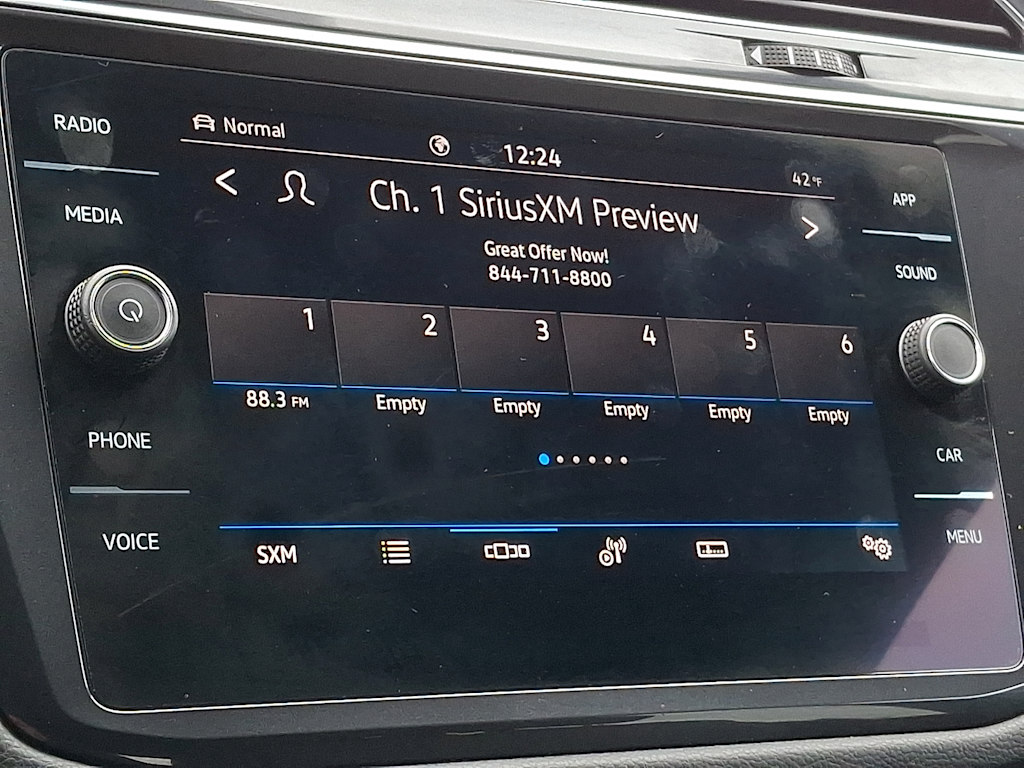 RADIO
MEDIA
PHONE
VOICE
Normal
12:24
42°F
< Ch. 1 SiriusXM Preview >
Great Offer Now!
844-711-8800
1 2 3 4 5 6
88.3 FM Empty Empty Empty Empty Empty
SXM
APP
SOUND
CAR
MENU